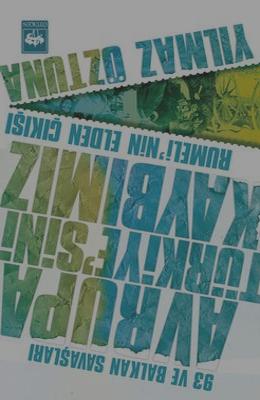 93 VE BALKAN SAVAŞLARI
AVRUPA
TÜRKİYE'SİNİ
KAYBIMIZ
RUMELİ'NİN ELDEN ÇIKIŞI
YILMAZ ÖZTUNA